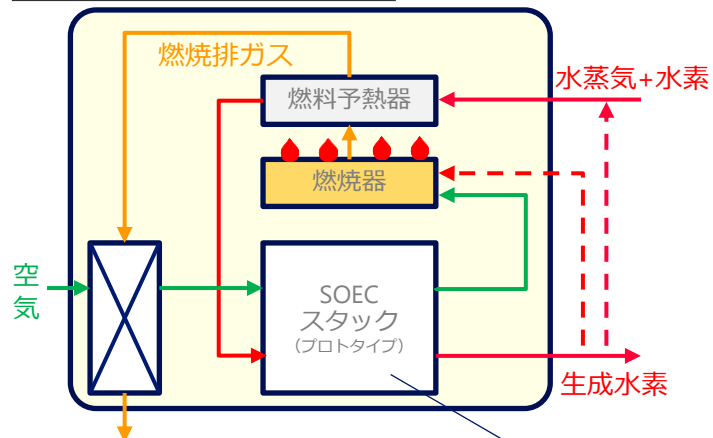 燃焼排ガス
燃料予熱器
水蒸気+水素
燃焼器
空
気
SOEC
スタック
(プロトタイプ)
生成水素